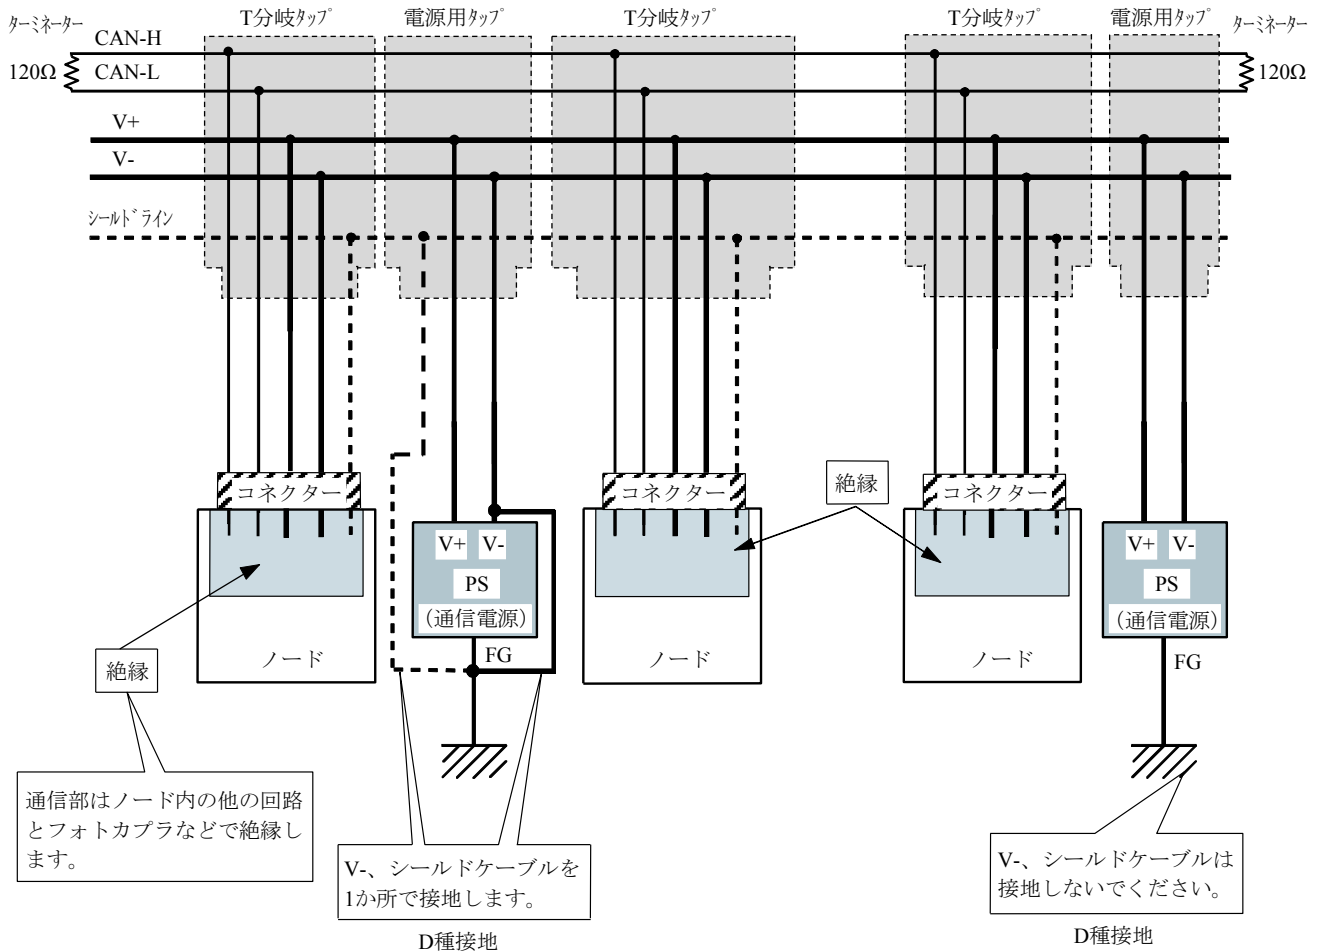 ﾀｰﾐﾈｰﾀｰ
T分岐ﾀｯﾌﾟ
電源用ﾀｯﾌﾟ
T分岐ﾀｯﾌﾟ
T分岐ﾀｯﾌﾟ
電源用ﾀｯﾌﾟ
ﾀｰﾐﾈｰﾀｰ
CAN-H
120Ω
CAN-L
120Ω
V+
V-
ｼｰﾙﾄﾞﾗｲﾝ
コネクター
コネクター
絶縁
コネクター
V+ V-
PS
（通信電源）
V+ V-
PS
（通信電源）
絶縁
ノード
FG
ノード
ノード
FG
通信部はノード内の他の回路
とフォトカプラなどで絶縁し
ます。
V-、シールドケーブルを
1か所で接地します。
D種接地
V-、シールドケーブルは
接地しないでください。
D種接地